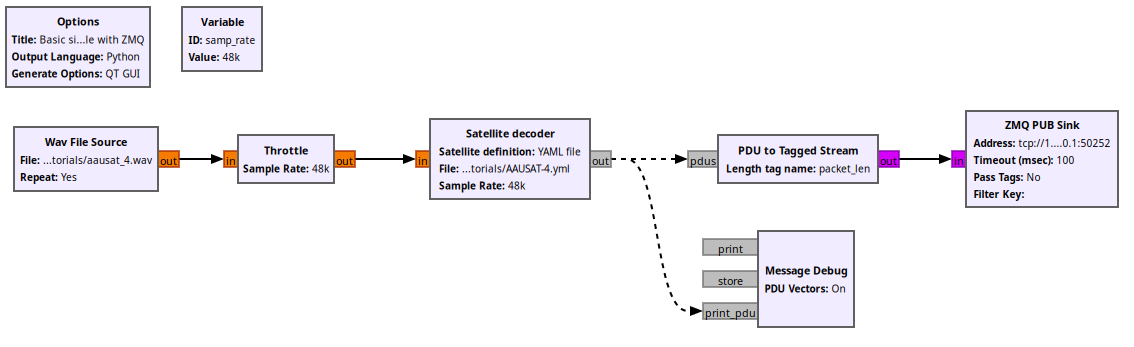 Options
Title: Basic si...le with ZMQ
Output Language: Python
Generate Options: QT GUI
Variable
ID: samp_rate
Value: 48k
Wav File Source
File: ...torials/aausat_4.wav
Repeat: Yes
out
in
Throttle
Sample Rate: 48k
out
in
Satellite decoder
Satellite definition: YAML file
File: ...torials/AAUSAT-4.yml
Sample Rate: 48k
out
pdus
PDU to Tagged Stream
Length tag name: packet_len
out
in
ZMQ PUB Sink
Address: tcp://1....0.1:50252
Timeout (msec): 100
Pass Tags: No
Filter Key:
print
store
print_pdu
Message Debug
PDU Vectors: On